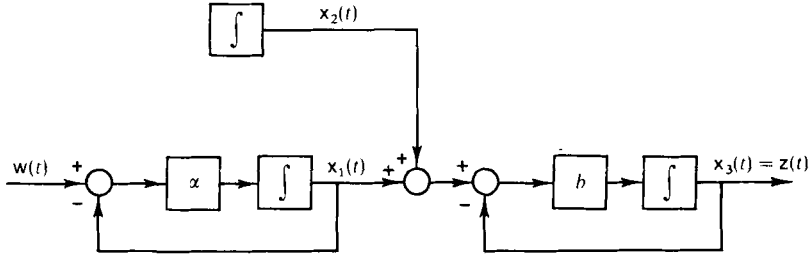 ∫
x₂(t)
w(t)
+
−
α
∫
x₁(t)
+
+
+
−
b
∫
x₃(t) = z(t)